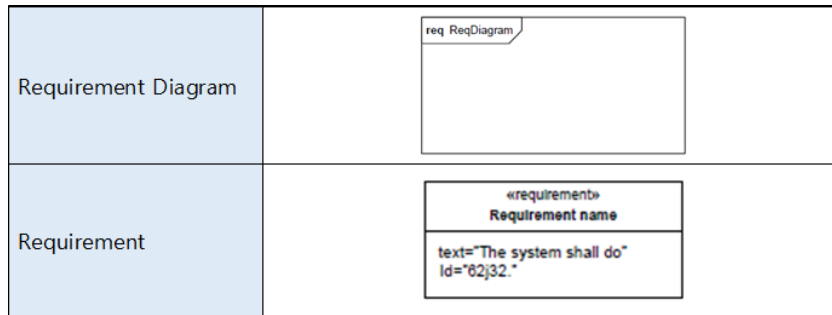 Requirement Diagram
req ReqDiagram
Requirement
«requirement»
Requirement name
text="The system shall do"
Id="62j32."